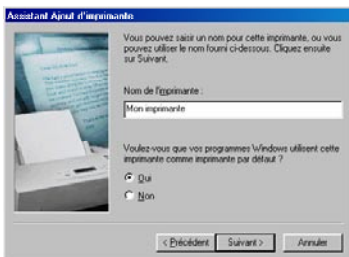 Assistant Ajout d'imprimante
Vous pouvez saisir un nom pour cette imprimante, ou vous
pouvez utiliser le nom fourni ci-dessous. Cliquez ensuite
sur Suivant.
Nom de l'imprimante :
Mon imprimante
Voulez-vous que vos programmes Windows utilisent cette
imprimante comme imprimante par défaut ?
Oui
Non
< Précédent
Suivant >
Annuler